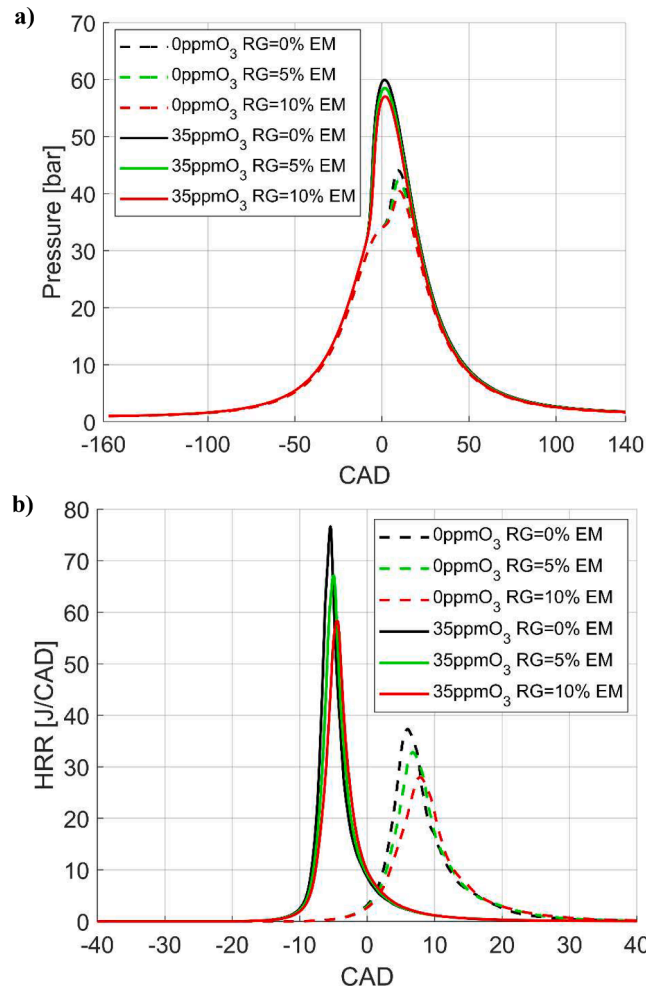 a)
70
60
50
40
30
20
10
0
Pressure [bar]
0ppmO₃ RG=0% EM
0ppmO₃ RG=5% EM
0ppmO₃ RG=10% EM
35ppmO₃ RG=0% EM
35ppmO₃ RG=5% EM
35ppmO₃ RG=10% EM
-160 -100 -50 0 50 100 140
CAD
b)
80
70
60
50
40
30
20
10
0
HRR [J/CAD]
0ppmO₃ RG=0% EM
0ppmO₃ RG=5% EM
0ppmO₃ RG=10% EM
35ppmO₃ RG=0% EM
35ppmO₃ RG=5% EM
35ppmO₃ RG=10% EM
-40 -30 -20 -10 0 10 20 30 40
CAD